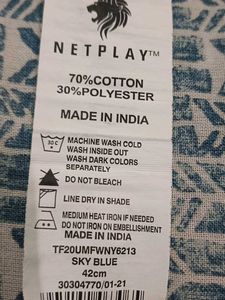 NETPLAY™
70%COTTON
30%POLYESTER
MADE IN INDIA
30 C
MACHINE WASH COLD
WASH INSIDE OUT
WASH DARK COLORS
SEPARATELY
DO NOT BLEACH
LINE DRY IN SHADE
MEDIUM HEAT IRON IF NEEDED
DO NOT IRON ON EMBELLISHMENT
MADE IN INDIA
TF20UMFWNY6213
SKY BLUE
42cm
30304770/01-21